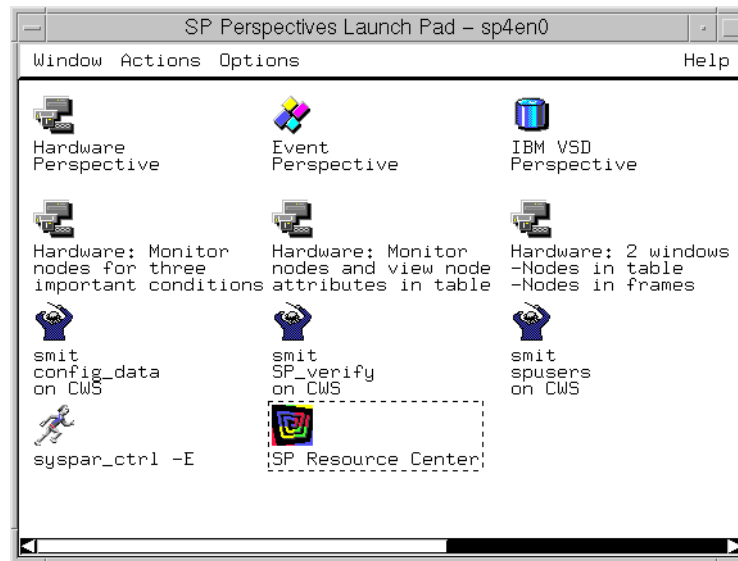 SP Perspectives Launch Pad – sp4en0
Window Actions Options Help
Hardware Perspective
Event Perspective
IBM VSD Perspective
Hardware: Monitor nodes for three important conditions
Hardware: Monitor nodes and view node attributes in table
Hardware: 2 windows -Nodes in table -Nodes in frames
smit config_data on CWS
smit SP_verify on CWS
smit spusers on CWS
syspar_ctrl -E
SP Resource Center